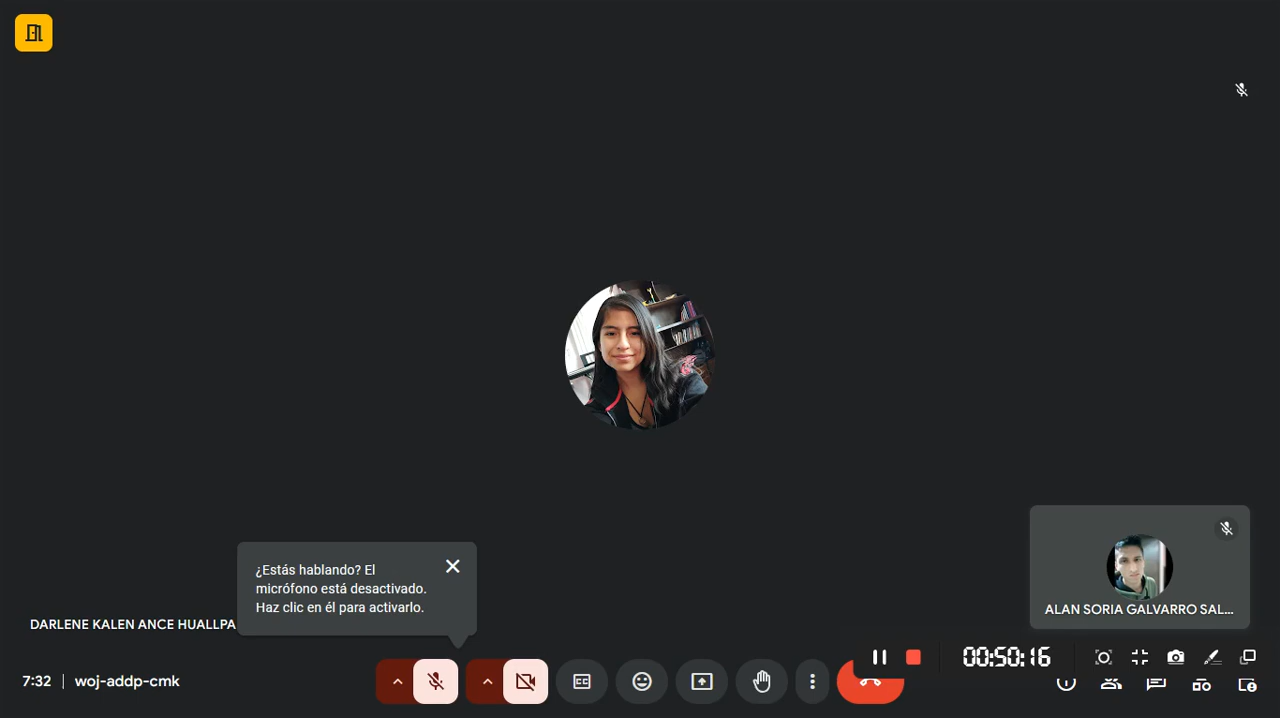 ¿Estás hablando? El
micrófono está desactivado.
Haz clic en él para activarlo.
DARLENE KALEN ANCE HUALLPA
ALAN SORIA GALVARRO SAL...
00:50:16
7:32 | woj-addp-cmk
CC